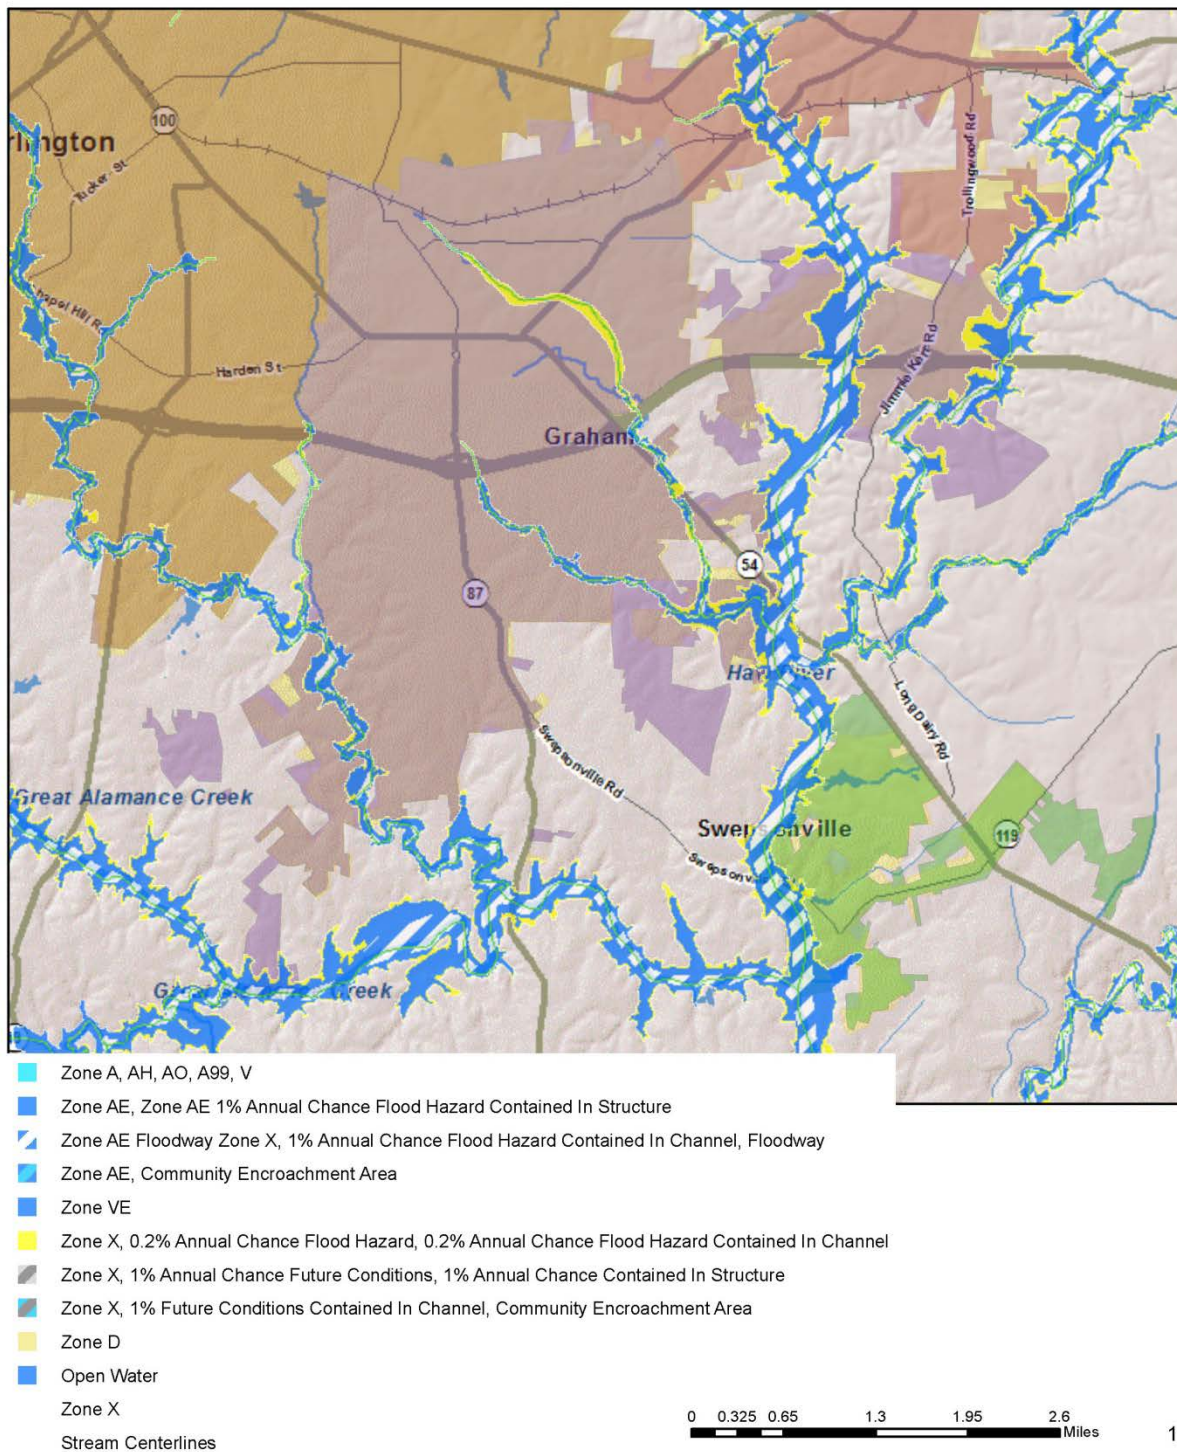 100
rlington
Tucker St
Trollingwood Rd
hapel Hill R
Harden St
Jimmie Kerr Rd
Graham
54
87
Haw River
Long Dairy Rd
Swepsonville Rd
Great Alamance Creek
Swepsonville
119
Swepsonvill
Creek
Zone A, AH, AO, A99, V
Zone AE, Zone AE 1% Annual Chance Flood Hazard Contained In Structure
Zone AE Floodway Zone X, 1% Annual Chance Flood Hazard Contained In Channel, Floodway
Zone AE, Community Encroachment Area
Zone VE
Zone X, 0.2% Annual Chance Flood Hazard, 0.2% Annual Chance Flood Hazard Contained In Channel
Zone X, 1% Annual Chance Future Conditions, 1% Annual Chance Contained In Structure
Zone X, 1% Future Conditions Contained In Channel, Community Encroachment Area
Zone D
Open Water
Zone X
Stream Centerlines
0 0.325 0.65 1.3 1.95 2.6
Miles
1